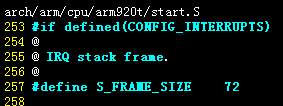 arch/arm/cpu/arm920t/start.S
253 #if defined(CONFIG_INTERRUPTS)
254 @
255 @ IRQ stack frame.
256 @
257 #define S_FRAME_SIZE    72
258